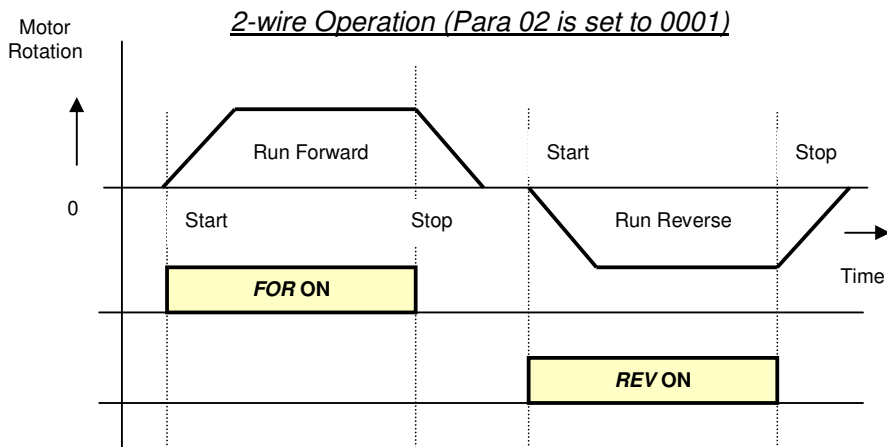 2-wire Operation (Para 02 is set to 0001)
Motor
Rotation
Run Forward
Start
Stop
0
Start
Stop
Run Reverse
Time
FOR ON
REV ON